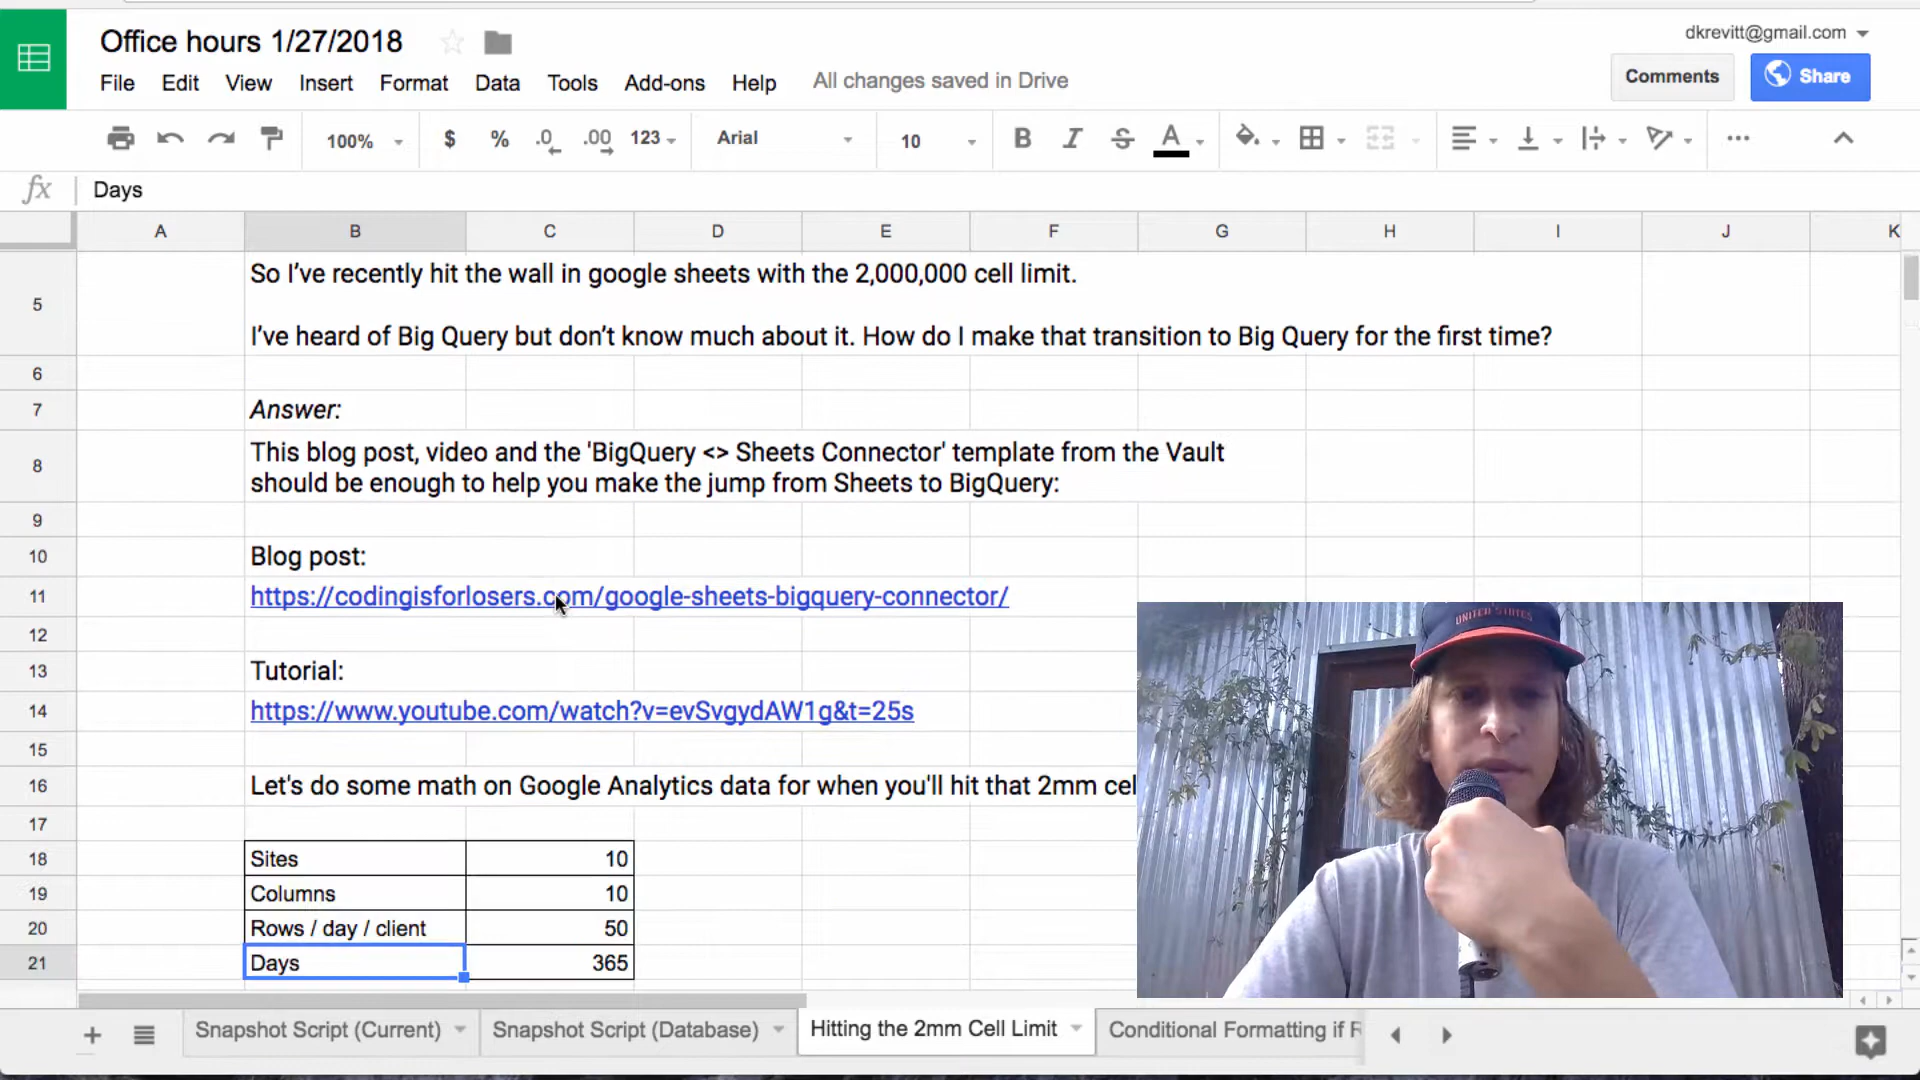 Office hours 1/27/2018
dkrevitt@gmail.com
File Edit View Insert Format Data Tools Add-ons Help All changes saved in Drive
Comments Share
100% $ % .0 .00 123 Arial 10 B I S A
fx Days
A B C D E F G H I J K
5 So I’ve recently hit the wall in google sheets with the 2,000,000 cell limit.
I’ve heard of Big Query but don’t know much about it. How do I make that transition to Big Query for the first time?
6
7 Answer:
8 This blog post, video and the 'BigQuery <> Sheets Connector' template from the Vault
should be enough to help you make the jump from Sheets to BigQuery:
9
10 Blog post:
11 https://codingisforlosers.com/google-sheets-bigquery-connector/
12
13 Tutorial:
14 https://www.youtube.com/watch?v=evSvgydAW1g&t=25s
15
16 Let's do some math on Google Analytics data for when you'll hit that 2mm cel
17
18 Sites 10
19 Columns 10
20 Rows / day / client 50
21 Days 365
UNITED STATES
Snapshot Script (Current) Snapshot Script (Database) Hitting the 2mm Cell Limit Conditional Formatting if R